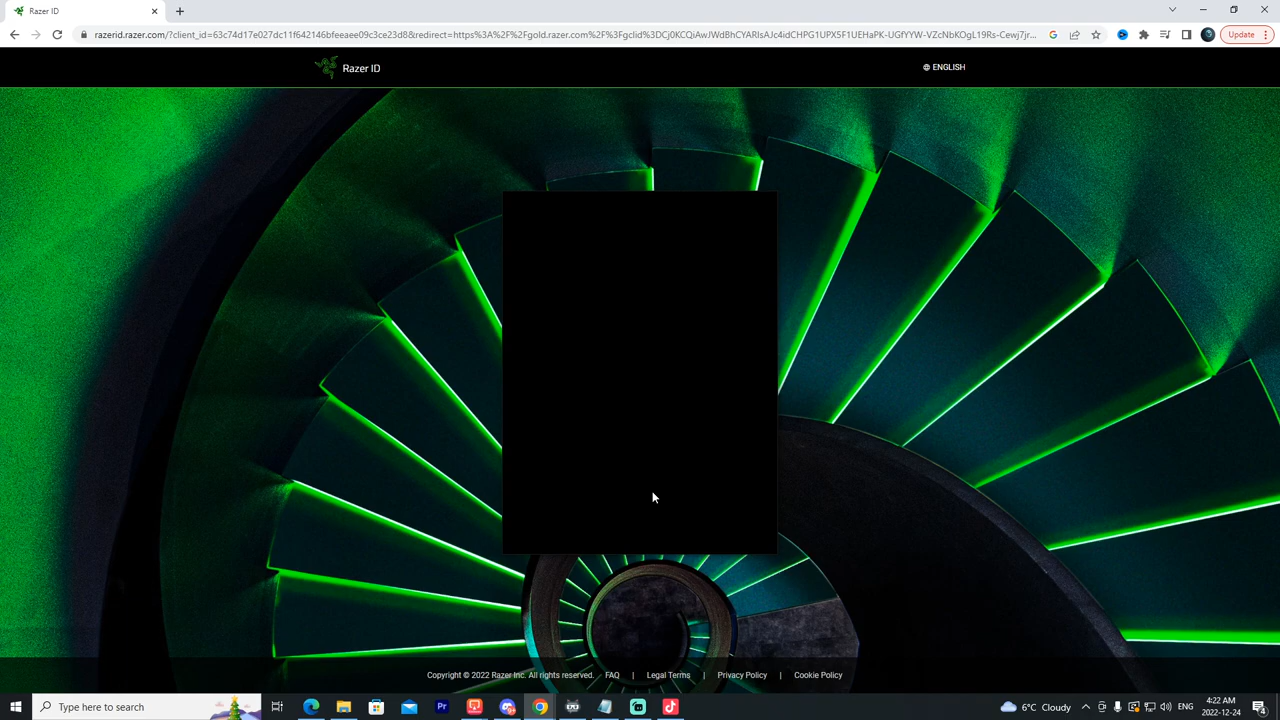 Razer ID
razerid.razer.com/?client_id=63c74d17e027dc11f642146bfeeaee09c3ce23d8&redirect=https%3A%2F%2Fgold.razer.com%2F%3Fgclid%3DCj0KCQiAwJWdBhCYARIsAJc4idCHPG1UPX5F1UEHaPK-UGfYYW-VZcNbKOgL19Rs-Cewj7jr...
Update
Razer ID
ENGLISH
Copyright © 2022 Razer Inc. All rights reserved. FAQ | Legal Terms | Privacy Policy | Cookie Policy
Type here to search
Pr
6°C Cloudy
ENG
4:22 AM
2022-12-24